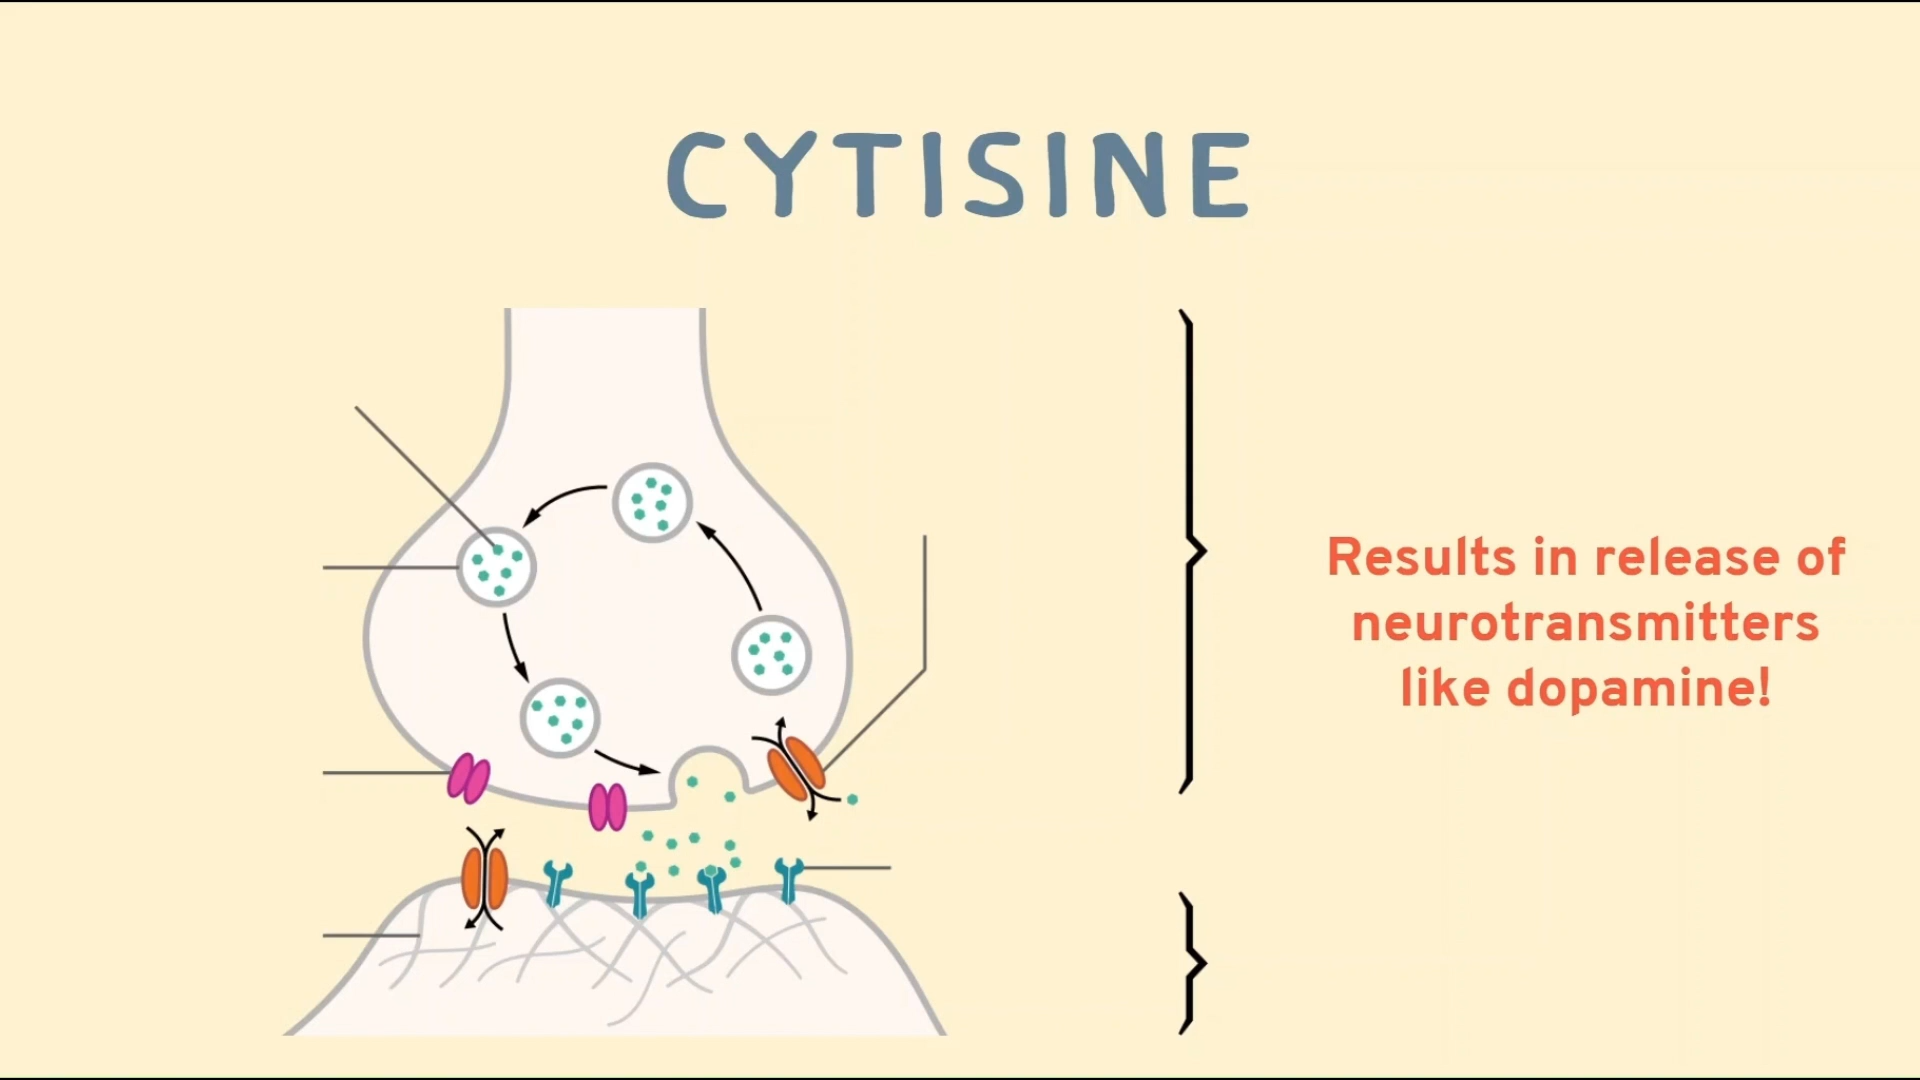 CYTISINE
Results in release of
neurotransmitters
like dopamine!